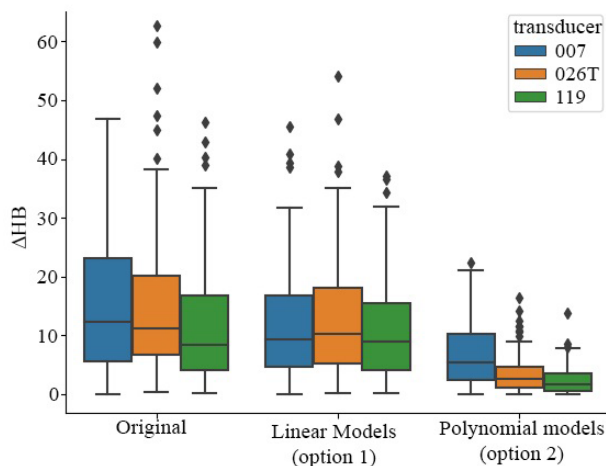 transducer
007
026T
119
60
50
40
30
20
10
0
ΔHB
Original
Linear Models
(option 1)
Polynomial models
(option 2)